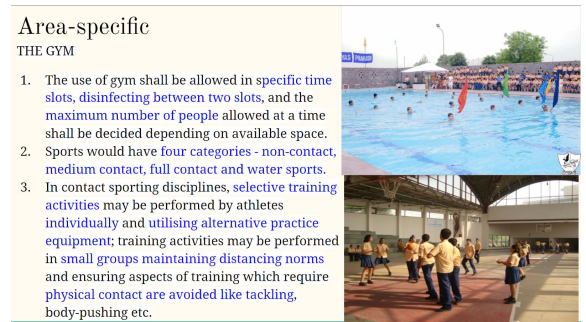 Area-specific
THE GYM
1. The use of gym shall be allowed in specific time
slots, disinfecting between two slots, and the
maximum number of people allowed at a time
shall be decided depending on available space.
2. Sports would have four categories - non-contact,
medium contact, full contact and water sports.
3. In contact sporting disciplines, selective training
activities may be performed by athletes
individually and utilising alternative practice
equipment; training activities may be performed
in small groups maintaining distancing norms
and ensuring aspects of training which require
physical contact are avoided like tackling,
body-pushing etc.